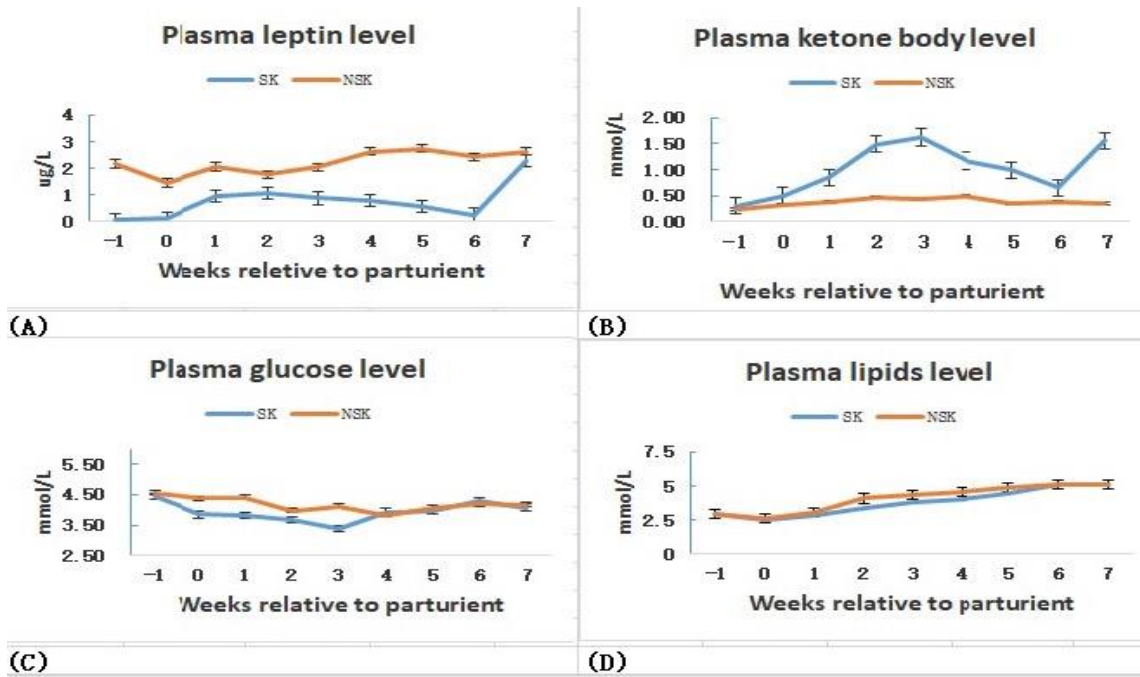 Plasma leptin level
SK NSK
4
3
2
1
0
ug/L
-1 0 1 2 3 4 5 6 7
Weeks reletive to parturient
(A)
Plasma ketone body level
SK NSK
2.00
1.50
1.00
0.50
0.00
mmol/L
-1 0 1 2 3 4 5 6 7
Weeks relative to parturient
(B)
Plasma glucose level
SK NSK
5.50
4.50
3.50
2.50
mmol/L
-1 0 1 2 3 4 5 6 7
Weeks relative to parturient
(C)
Plasma lipids level
SK NSK
7.5
5
2.5
0
mmol/L
-1 0 1 2 3 4 5 6 7
Weeks relative to parturient
(D)